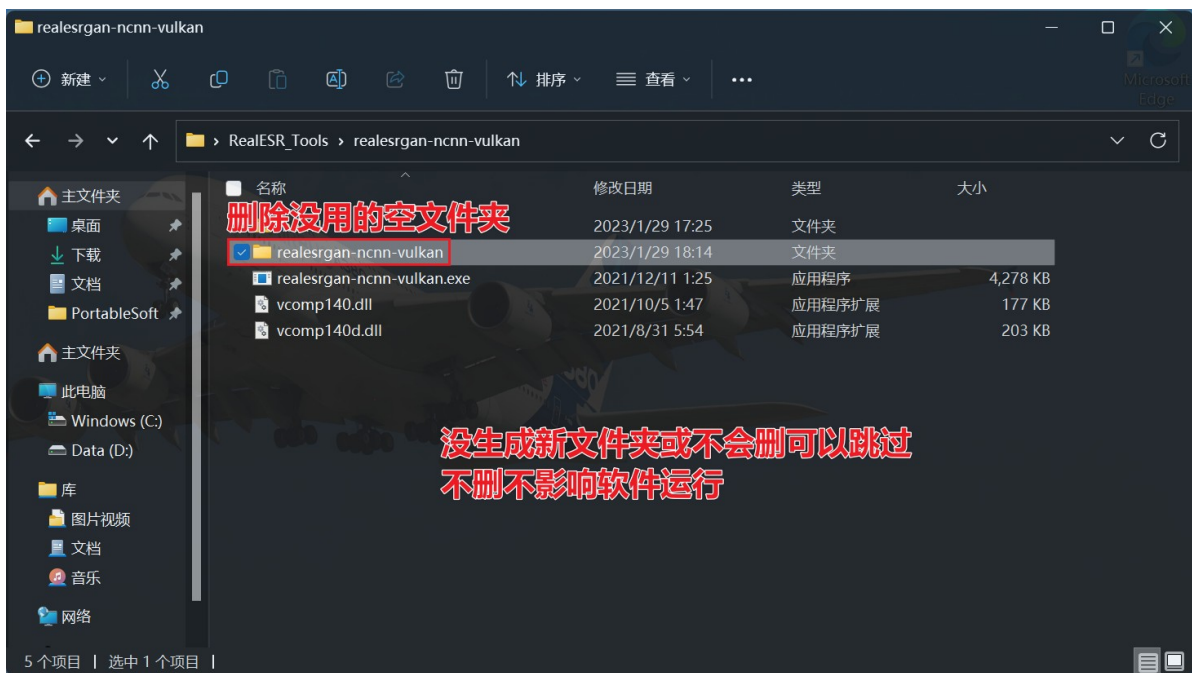 realesrgan-ncnn-vulkan
Microsoft
Edge
新建
排序
查看
RealESR_Tools
realesrgan-ncnn-vulkan
主文件夹
桌面
下载
文档
PortableSoft
主文件夹
此电脑
Windows (C:)
Data (D:)
库
图片视频
文档
音乐
网络
名称 修改日期 类型 大小
删除没用的空文件夹
2023/1/29 17:25 文件夹
realesrgan-ncnn-vulkan 2023/1/29 18:14 文件夹
realesrgan-ncnn-vulkan.exe 2021/12/11 1:25 应用程序 4,278 KB
vcomp140.dll 2021/10/5 1:47 应用程序扩展 177 KB
vcomp140d.dll 2021/8/31 5:54 应用程序扩展 203 KB
没生成新文件夹或不会删可以跳过
不删不影响软件运行
5 个项目 选中 1 个项目